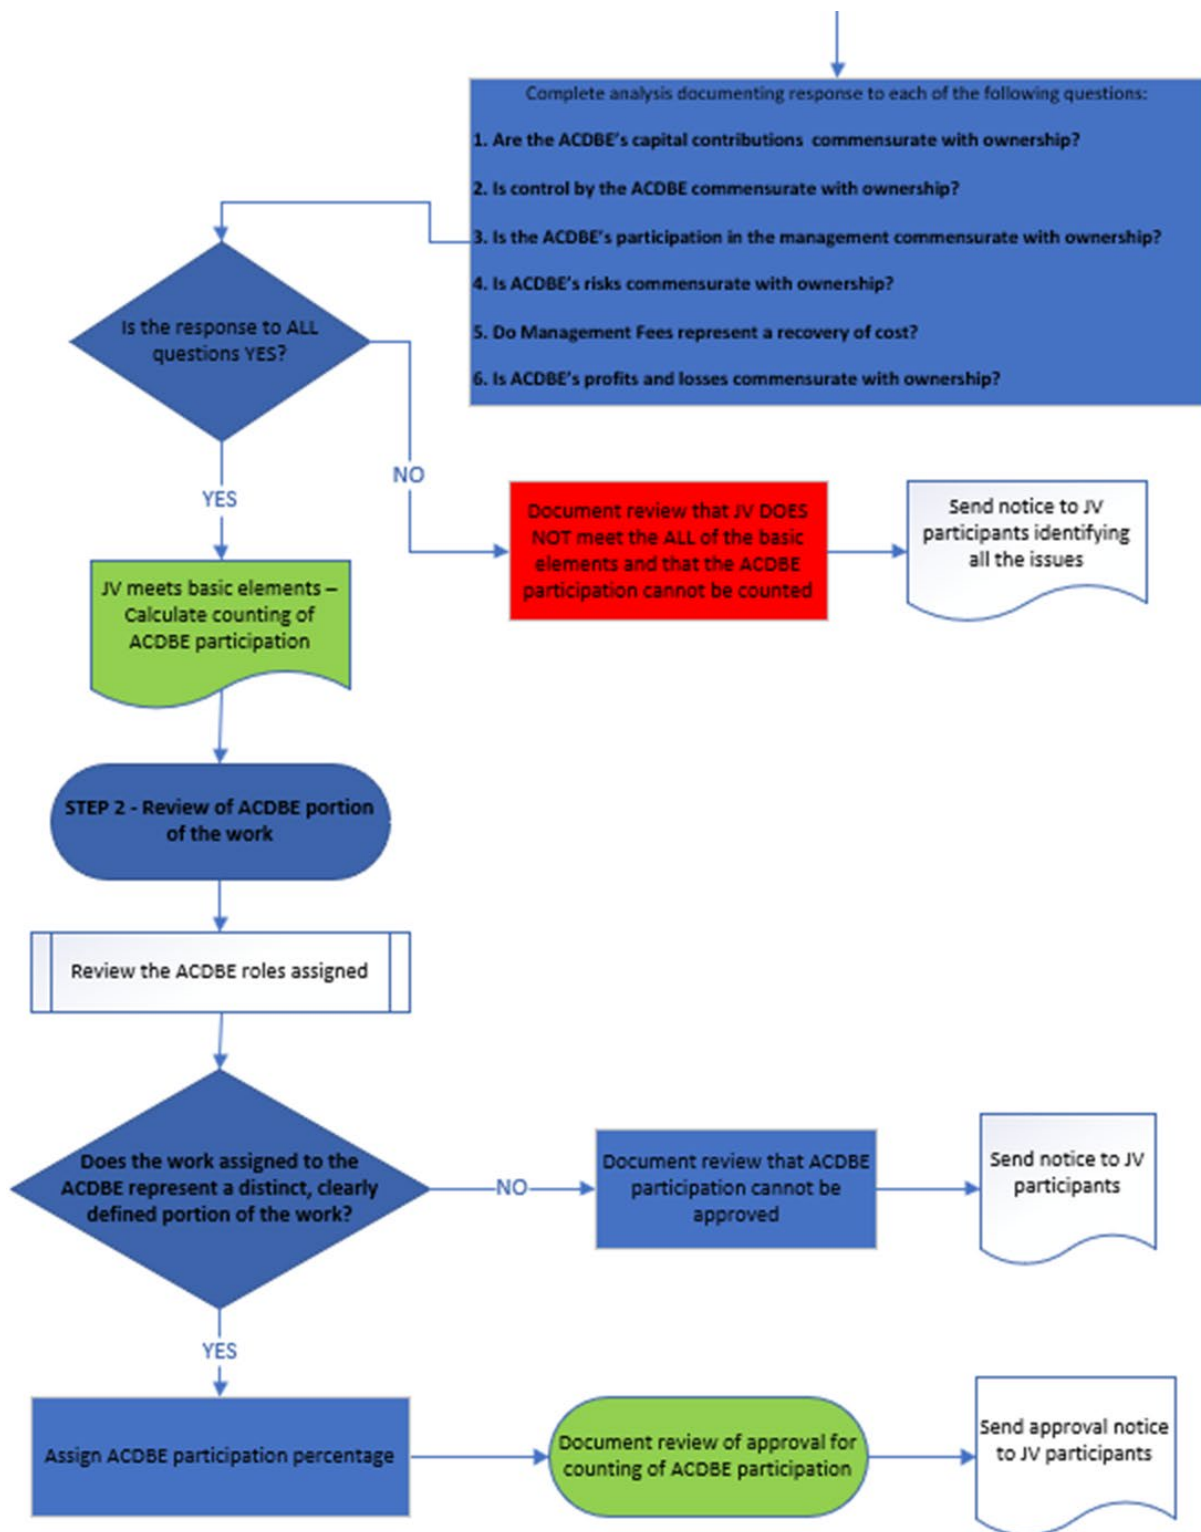 Complete analysis documenting response to each of the following questions:
1. Are the ACDBE's capital contributions commensurate with ownership?
2. Is control by the ACDBE commensurate with ownership?
3. Is the ACDBE's participation in the management commensurate with ownership?
4. Is ACDBE's risks commensurate with ownership?
5. Do Management Fees represent a recovery of cost?
6. Is ACDBE's profits and losses commensurate with ownership?
Is the response to ALL
questions YES?
NO
YES
Document review that JV DOES
NOT meet the ALL of the basic
elements and that the ACDBE
participation cannot be counted
Send notice to JV
participants identifying
all the issues
JV meets basic elements –
Calculate counting of
ACDBE participation
STEP 2 - Review of ACDBE portion
of the work
Review the ACDBE roles assigned
Does the work assigned to the
ACDBE represent a distinct, clearly
defined portion of the work?
NO
Document review that ACDBE
participation cannot be
approved
Send notice to JV
participants
YES
Assign ACDBE participation percentage
Document review of approval for
counting of ACDBE participation
Send approval notice
to JV participants